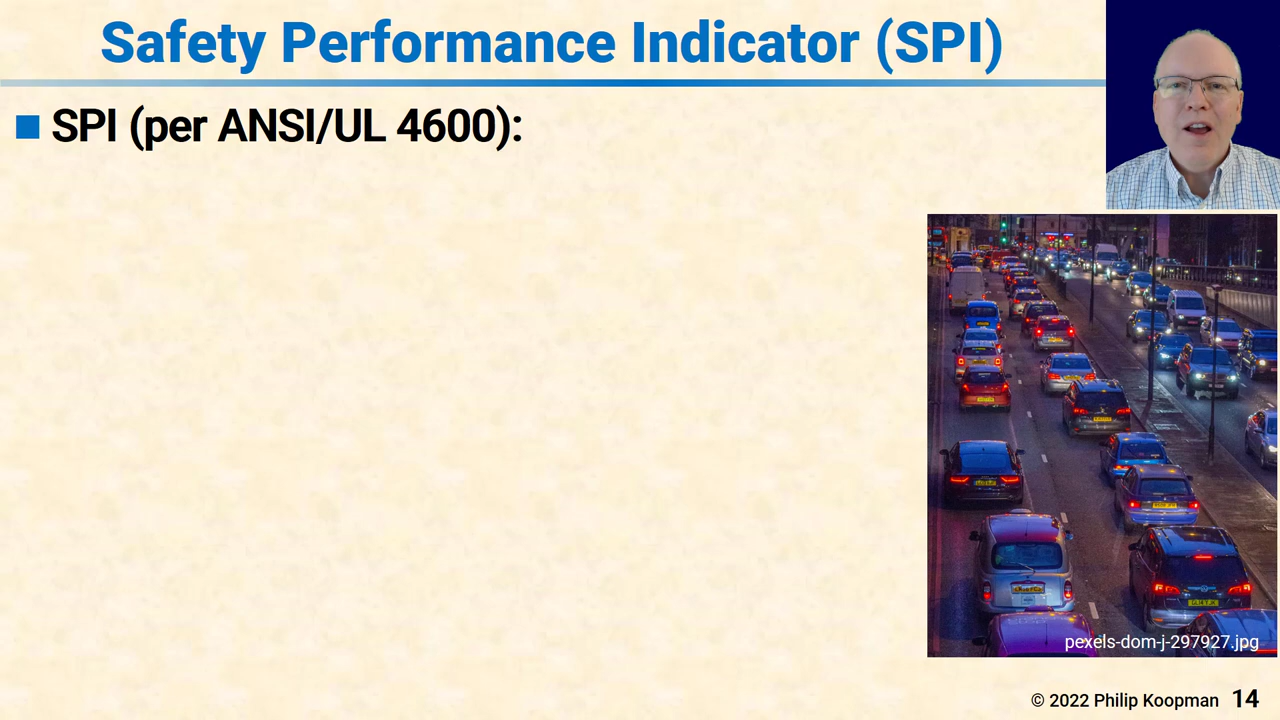 Safety Performance Indicator (SPI)
SPI (per ANSI/UL 4600):
pexels-dom-j-297927.jpg
© 2022 Philip Koopman 14